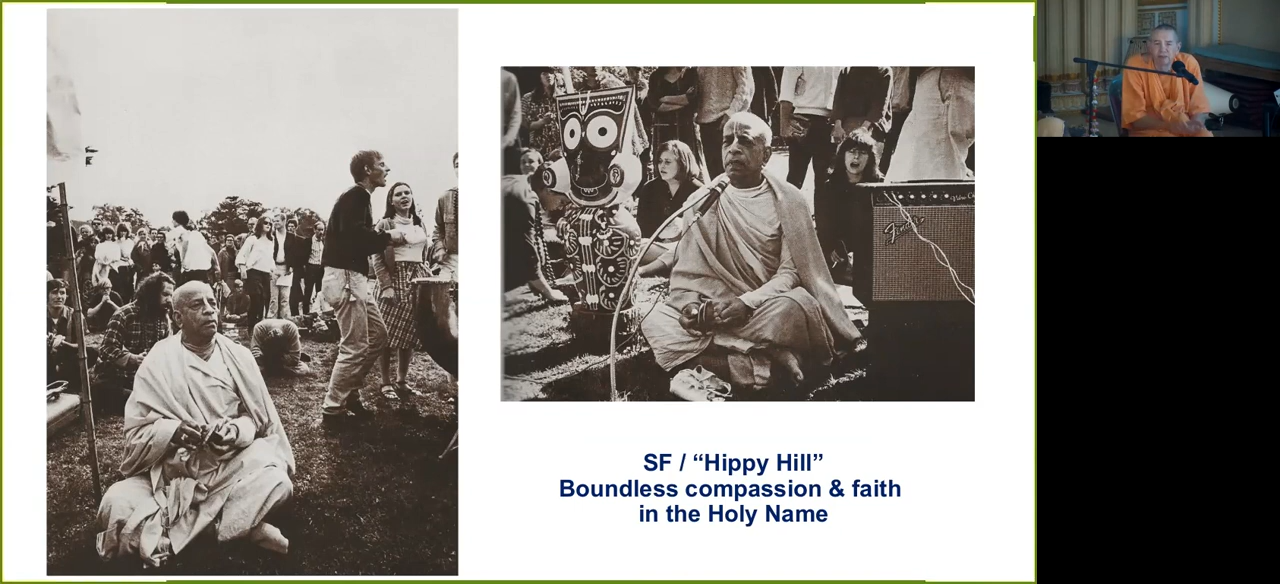 Fender
SF / “Hippy Hill”
Boundless compassion & faith
in the Holy Name